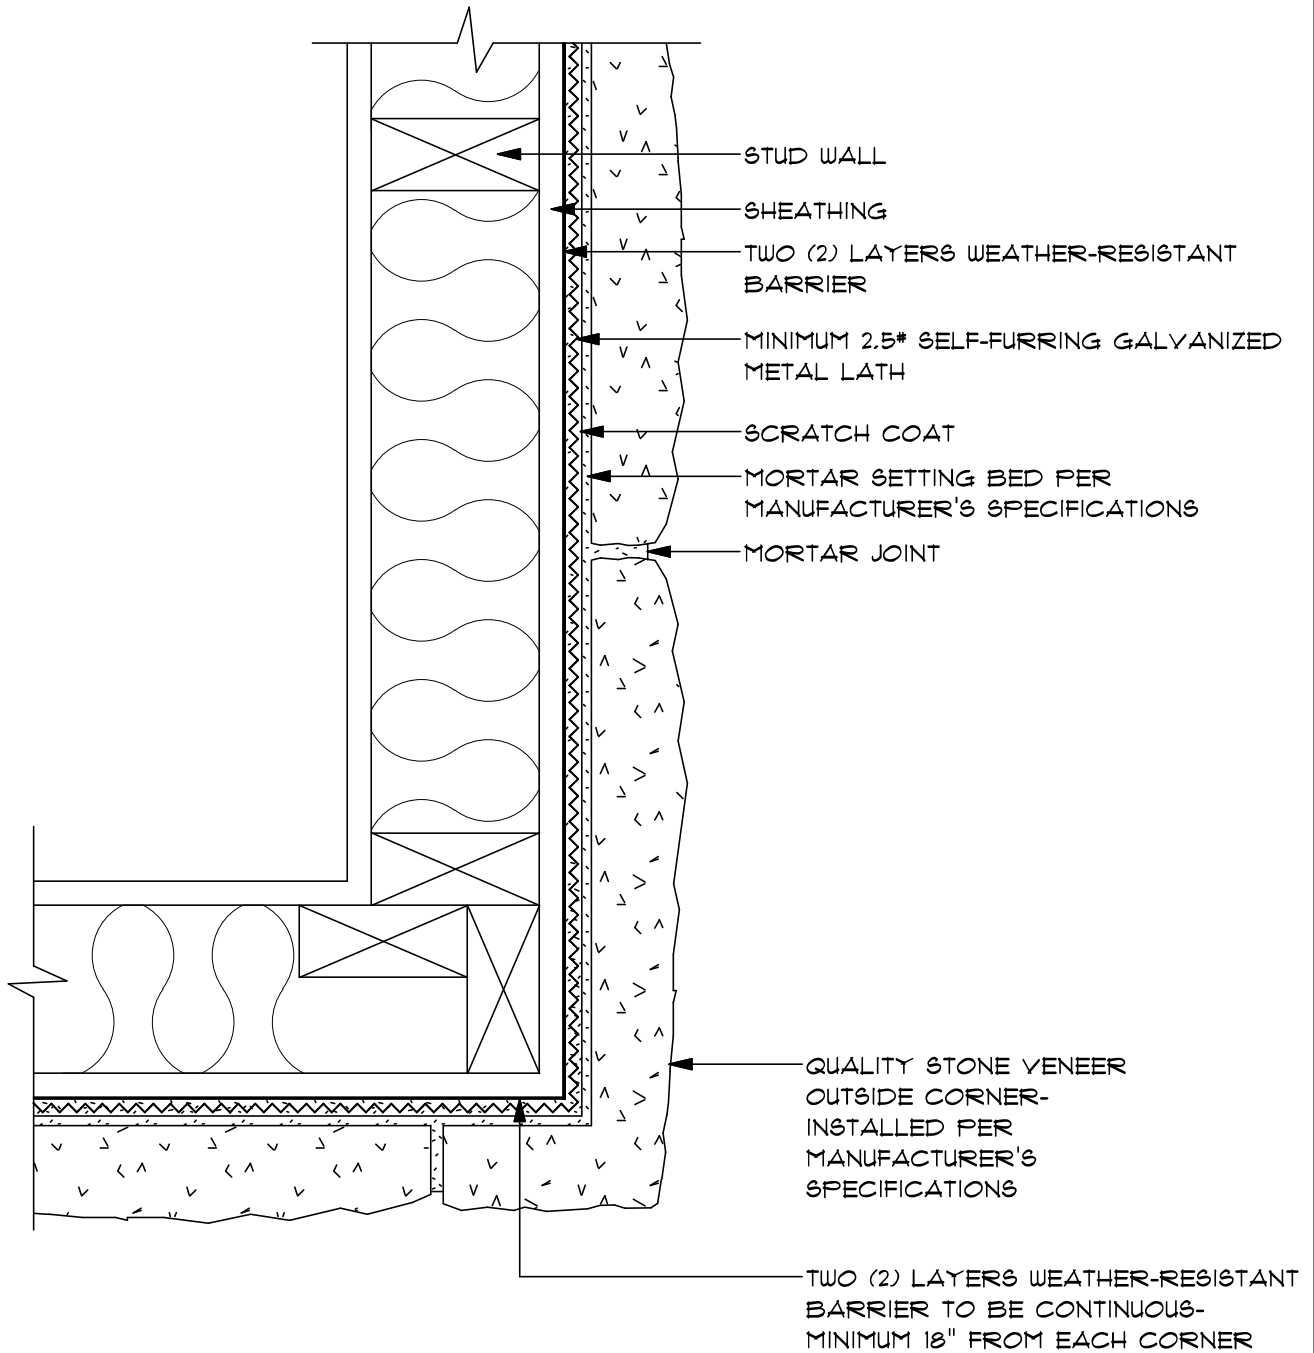 STUD WALL
SHEATHING
TWO (2) LAYERS WEATHER-RESISTANT
BARRIER
MINIMUM 2.5# SELF-FURRING GALVANIZED
METAL LATH
SCRATCH COAT
MORTAR SETTING BED PER
MANUFACTURER'S SPECIFICATIONS
MORTAR JOINT
QUALITY STONE VENEER
OUTSIDE CORNER-
INSTALLED PER
MANUFACTURER'S
SPECIFICATIONS
TWO (2) LAYERS WEATHER-RESISTANT
BARRIER TO BE CONTINUOUS-
MINIMUM 18" FROM EACH CORNER